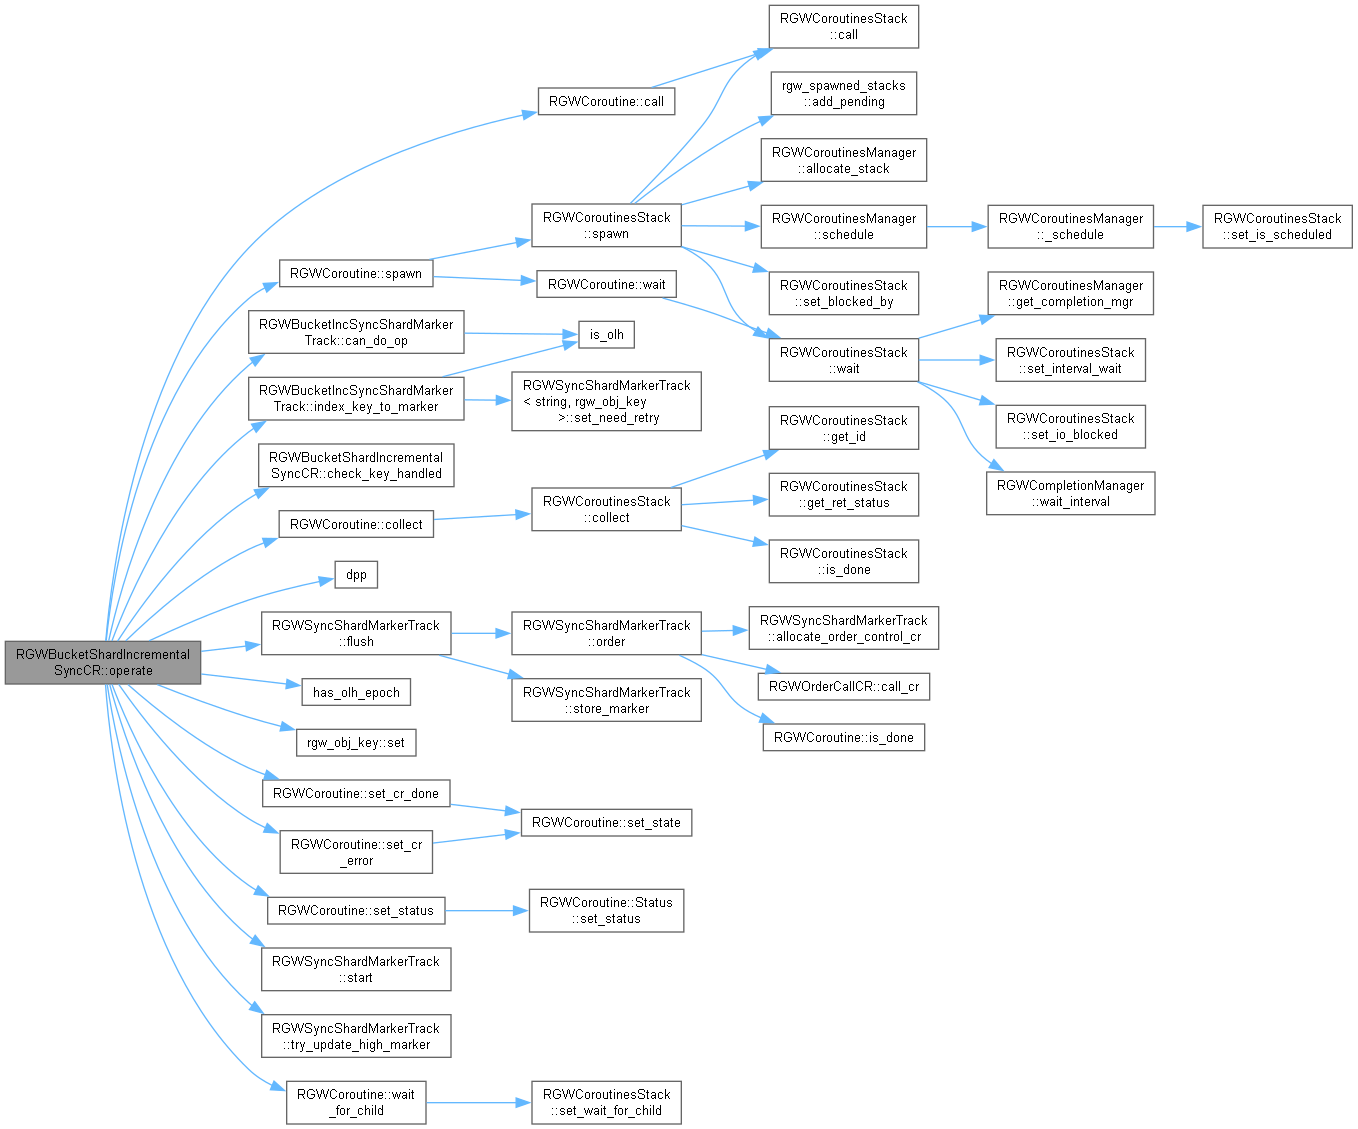 RGWBucketShardIncremental
SyncCR::operate
RGWCoroutine::call
RGWCoroutinesStack
::call
RGWCoroutine::spawn
RGWCoroutinesStack
::spawn
rgw_spawned_stacks
::add_pending
RGWCoroutinesManager
::allocate_stack
RGWCoroutinesManager
::schedule
RGWCoroutinesManager
::_schedule
RGWCoroutinesStack
::set_is_scheduled
RGWCoroutinesStack
::set_blocked_by
RGWCoroutine::wait
RGWCoroutinesStack
::wait
RGWCoroutinesManager
::get_completion_mgr
RGWCoroutinesStack
::set_interval_wait
RGWCoroutinesStack
::set_io_blocked
RGWCompletionManager
::wait_interval
RGWBucketIncSyncShardMarker
Track::can_do_op
is_olh
RGWBucketIncSyncShardMarker
Track::index_key_to_marker
RGWSyncShardMarkerTrack
< string, rgw_obj_key
>::set_need_retry
RGWBucketShardIncremental
SyncCR::check_key_handled
RGWCoroutine::collect
RGWCoroutinesStack
::collect
RGWCoroutinesStack
::get_id
RGWCoroutinesStack
::get_ret_status
RGWCoroutinesStack
::is_done
dpp
RGWSyncShardMarkerTrack
::flush
RGWSyncShardMarkerTrack
::order
RGWSyncShardMarkerTrack
::allocate_order_control_cr
RGWOrderCallCR::call_cr
RGWCoroutine::is_done
RGWSyncShardMarkerTrack
::store_marker
has_olh_epoch
rgw_obj_key::set
RGWCoroutine::set_cr_done
RGWCoroutine::set_state
RGWCoroutine::set_cr
_error
RGWCoroutine::set_status
RGWCoroutine::Status
::set_status
RGWSyncShardMarkerTrack
::start
RGWSyncShardMarkerTrack
::try_update_high_marker
RGWCoroutine::wait
_for_child
RGWCoroutinesStack
::set_wait_for_child